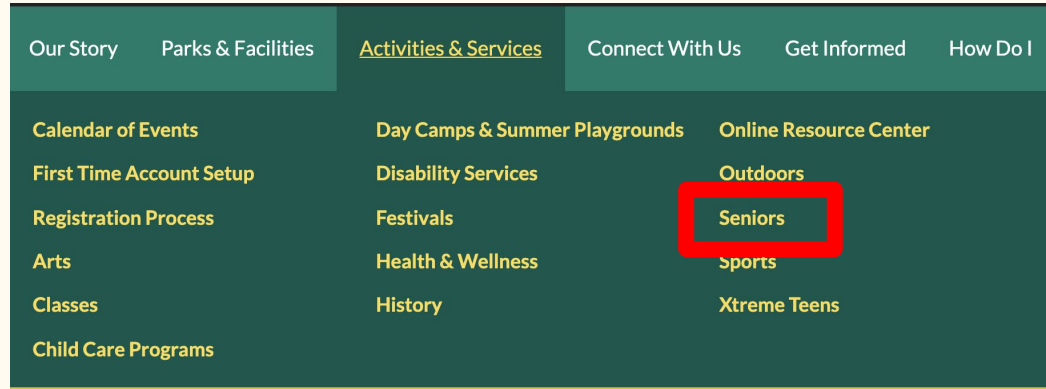 Our Story Parks & Facilities Activities & Services Connect With Us Get Informed How Do I
Calendar of Events
First Time Account Setup
Registration Process
Arts
Classes
Child Care Programs
Day Camps & Summer Playgrounds
Disability Services
Festivals
Health & Wellness
History
Online Resource Center
Outdoors
Seniors
Sports
Xtreme Teens